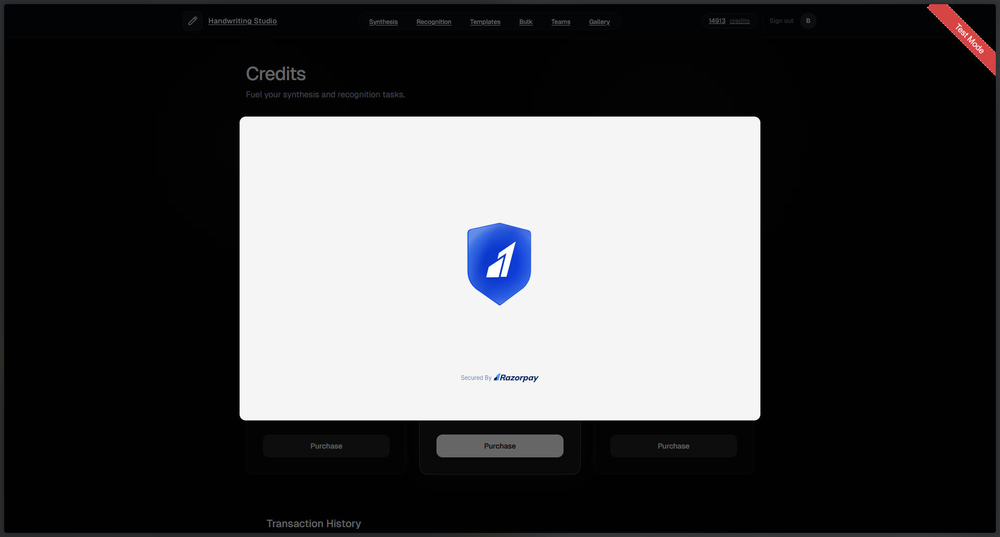 Handwriting Studio
Synthesis Recognition Templates Bulk Teams Gallery
14913 credits Sign out B
Test Mode
Credits
Fuel your synthesis and recognition tasks.
Secured By Razorpay
Purchase Purchase Purchase
Transaction History